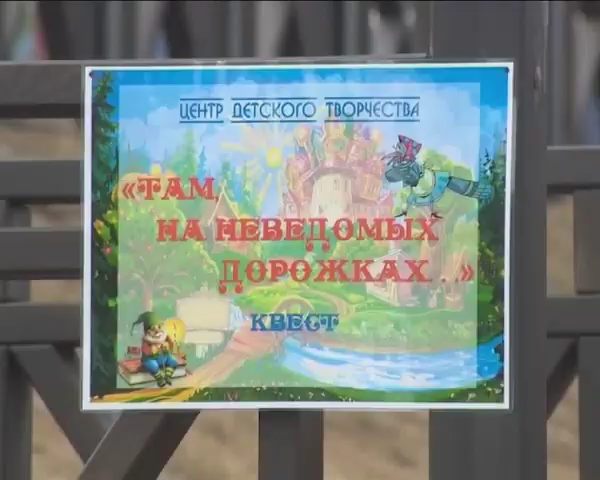 ЦЕНТР ДЕТСКОГО ТВОРЧЕСТВА
«ТАМ,
НА НЕВЕДОМЫХ
ДОРОЖКАХ...»
КВЕСТ